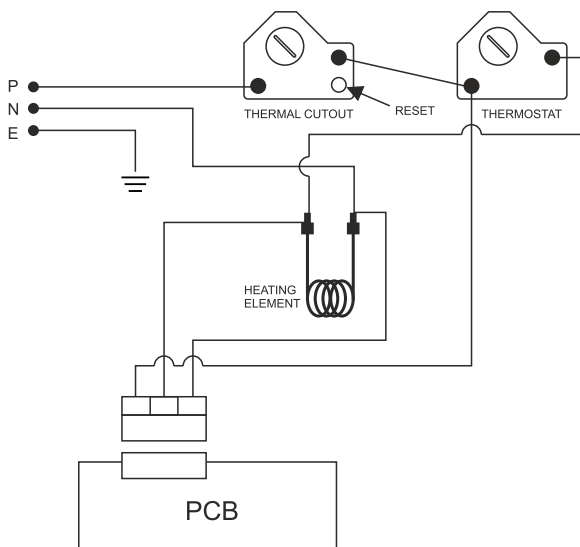 P
N
E
THERMAL CUTOUT
RESET
THERMOSTAT
HEATING
ELEMENT
PCB